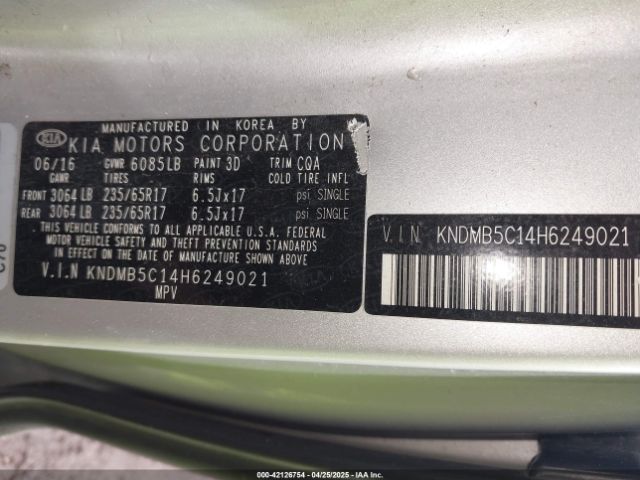 MANUFACTURED IN KOREA BY
KIA KIA MOTORS CORPORATION
06/16 GVWR 6085LB PAINT 3D TRIM CQA
GAWR TIRES RIMS COLD TIRE INFL
FRONT 3064 LB 235/65R17 6.5Jx17 psi SINGLE
REAR 3064 LB 235/65R17 6.5Jx17 psi SINGLE
THIS VEHICLE CONFORMS TO ALL APPLICABLE U.S.A. FEDERAL
MOTOR VEHICLE SAFETY AND THEFT PREVENTION STANDARDS
IN EFFECT ON THE DATE OF MANUFACTURE SHOWN ABOVE.
V.I.N KNDMB5C14H6249021
MPV
V.I.N KNDMB5C14H6249021
C70
000-42126754 - 04/25/2025 - IAA Inc.